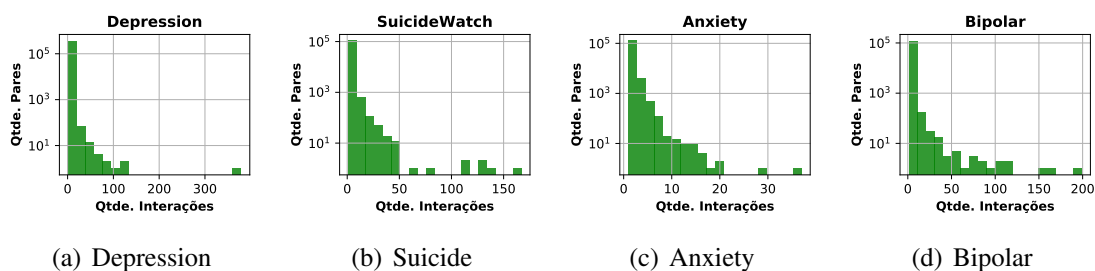 Depression
Qtde. Pares
10^5
10^3
10^1
0 100 200 300
Qtde. Interações
(a) Depression
SuicideWatch
Qtde. Pares
10^5
10^3
10^1
0 50 100 150
Qtde. Interações
(b) Suicide
Anxiety
Qtde. Pares
10^5
10^3
10^1
0 10 20 30
Qtde. Interações
(c) Anxiety
Bipolar
Qtde. Pares
10^5
10^3
10^1
0 50 100 150 200
Qtde. Interações
(d) Bipolar